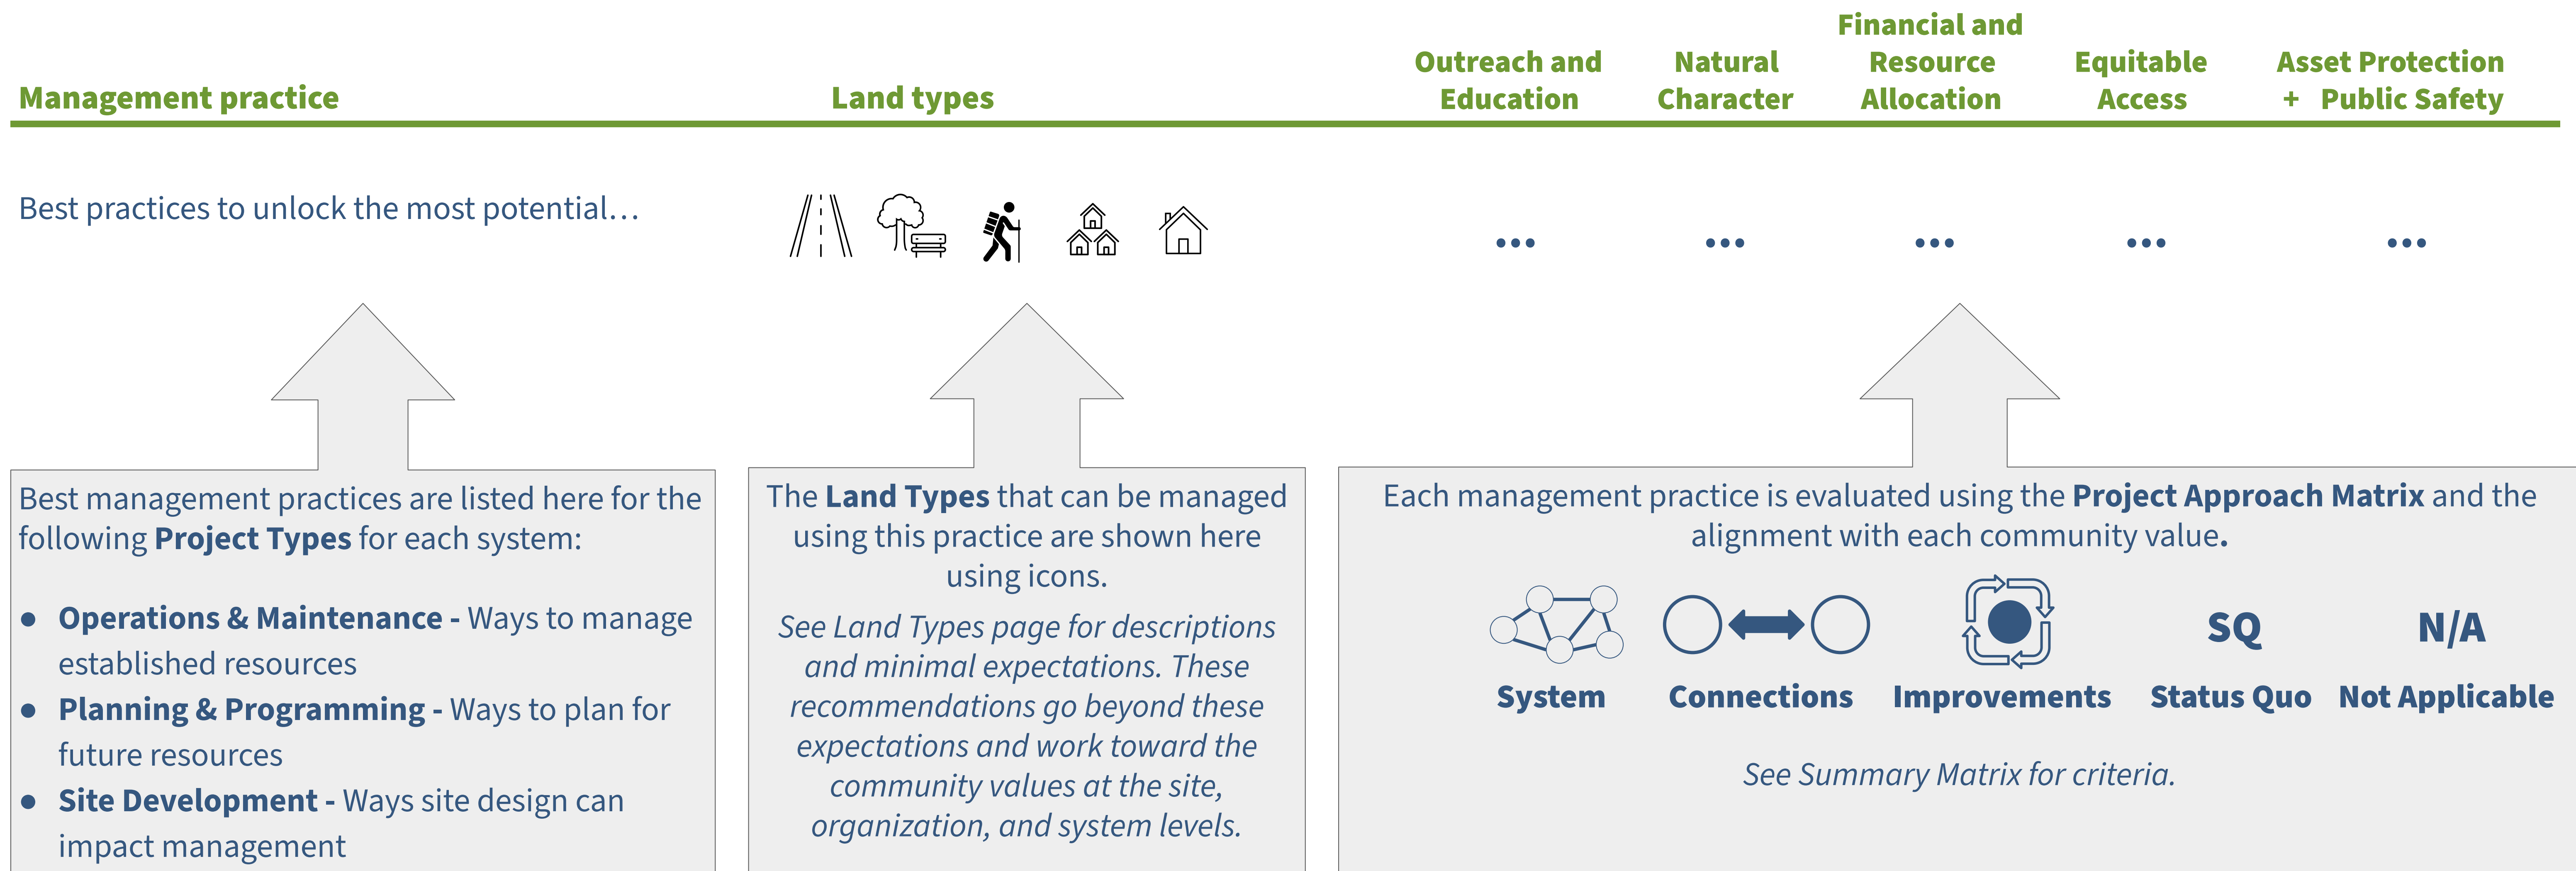 Management practice
Land types
Outreach and
Education
Natural
Character
Financial and
Resource
Allocation
Equitable
Access
Asset Protection
+ Public Safety
Best practices to unlock the most potential…
...
...
...
...
...
Best management practices are listed here for the
following Project Types for each system:
● Operations & Maintenance - Ways to manage
established resources
● Planning & Programming - Ways to plan for
future resources
● Site Development - Ways site design can
impact management
The Land Types that can be managed
using this practice are shown here
using icons.
See Land Types page for descriptions
and minimal expectations. These
recommendations go beyond these
expectations and work toward the
community values at the site,
organization, and system levels.
Each management practice is evaluated using the Project Approach Matrix and the
alignment with each community value.
System
Connections
Improvements
SQ
Status Quo
N/A
Not Applicable
See Summary Matrix for criteria.